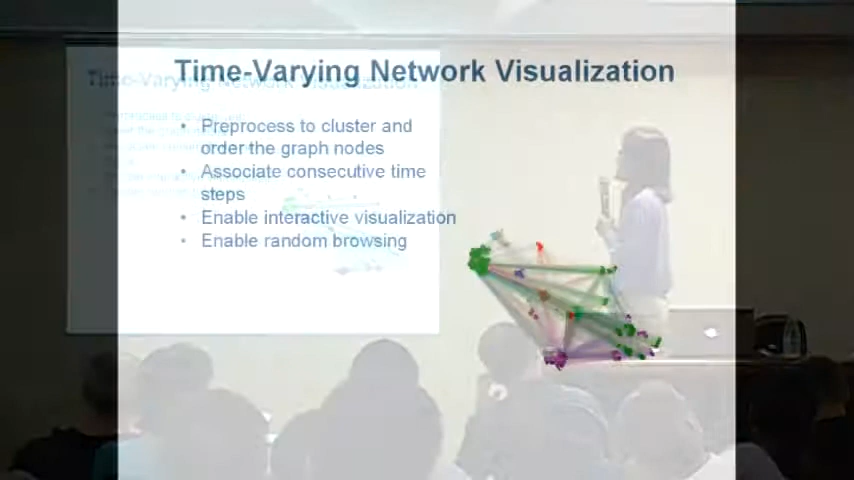 Time-Varying Network Visualization
• Preprocess to cluster and
order the graph nodes
• Associate consecutive time
steps
• Enable interactive visualization
• Enable random browsing